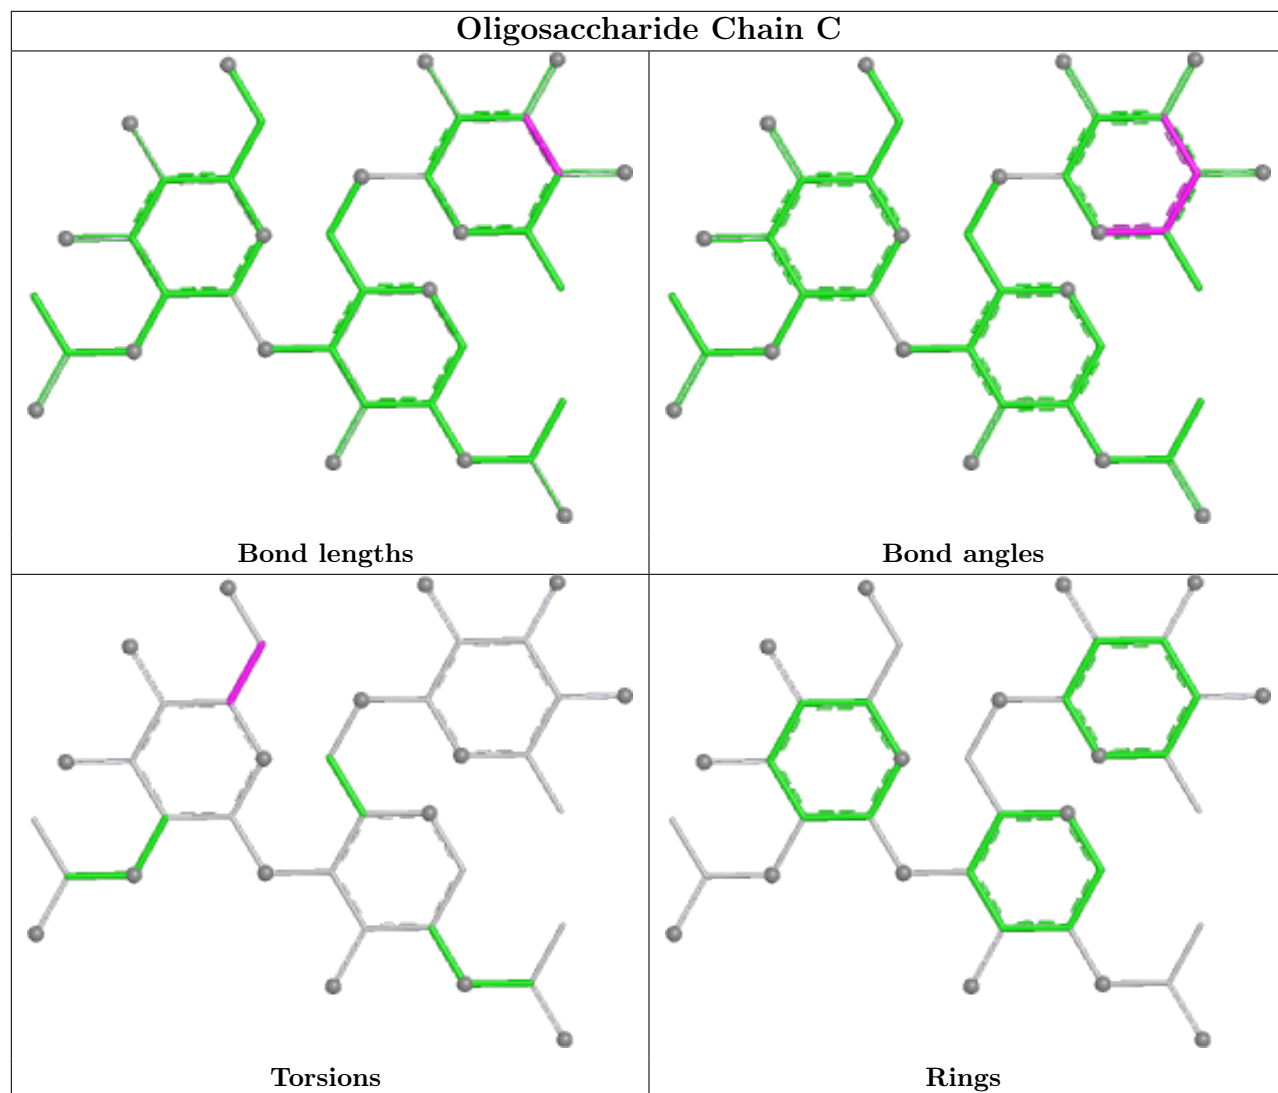 Oligosaccharide Chain C
Bond lengths
Bond angles
Torsions
Rings